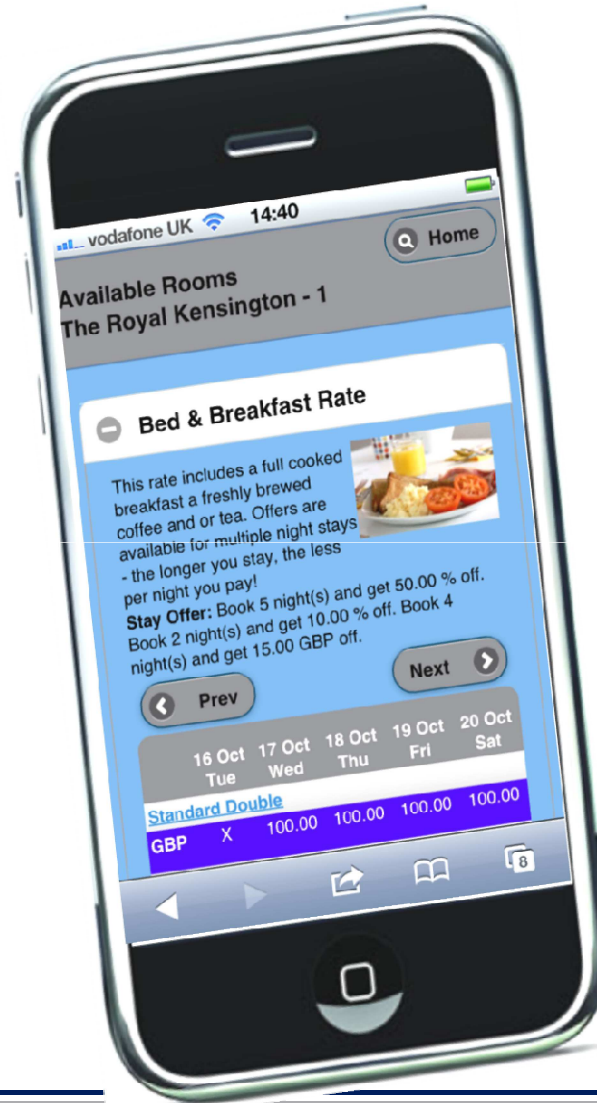 vodafone UK 14:40
Home
Available Rooms
The Royal Kensington - 1
Bed & Breakfast Rate
This rate includes a full cooked
breakfast a freshly brewed
coffee and or tea. Offers are
available for multiple night stays
- the longer you stay, the less
per night you pay!
Stay Offer: Book 5 night(s) and get 50.00 % off.
Book 2 night(s) and get 10.00 % off. Book 4
night(s) and get 15.00 GBP off.
Prev Next
16 Oct 17 Oct 18 Oct 19 Oct 20 Oct
Tue Wed Thu Fri Sat
Standard Double
GBP X 100.00 100.00 100.00 100.00
8